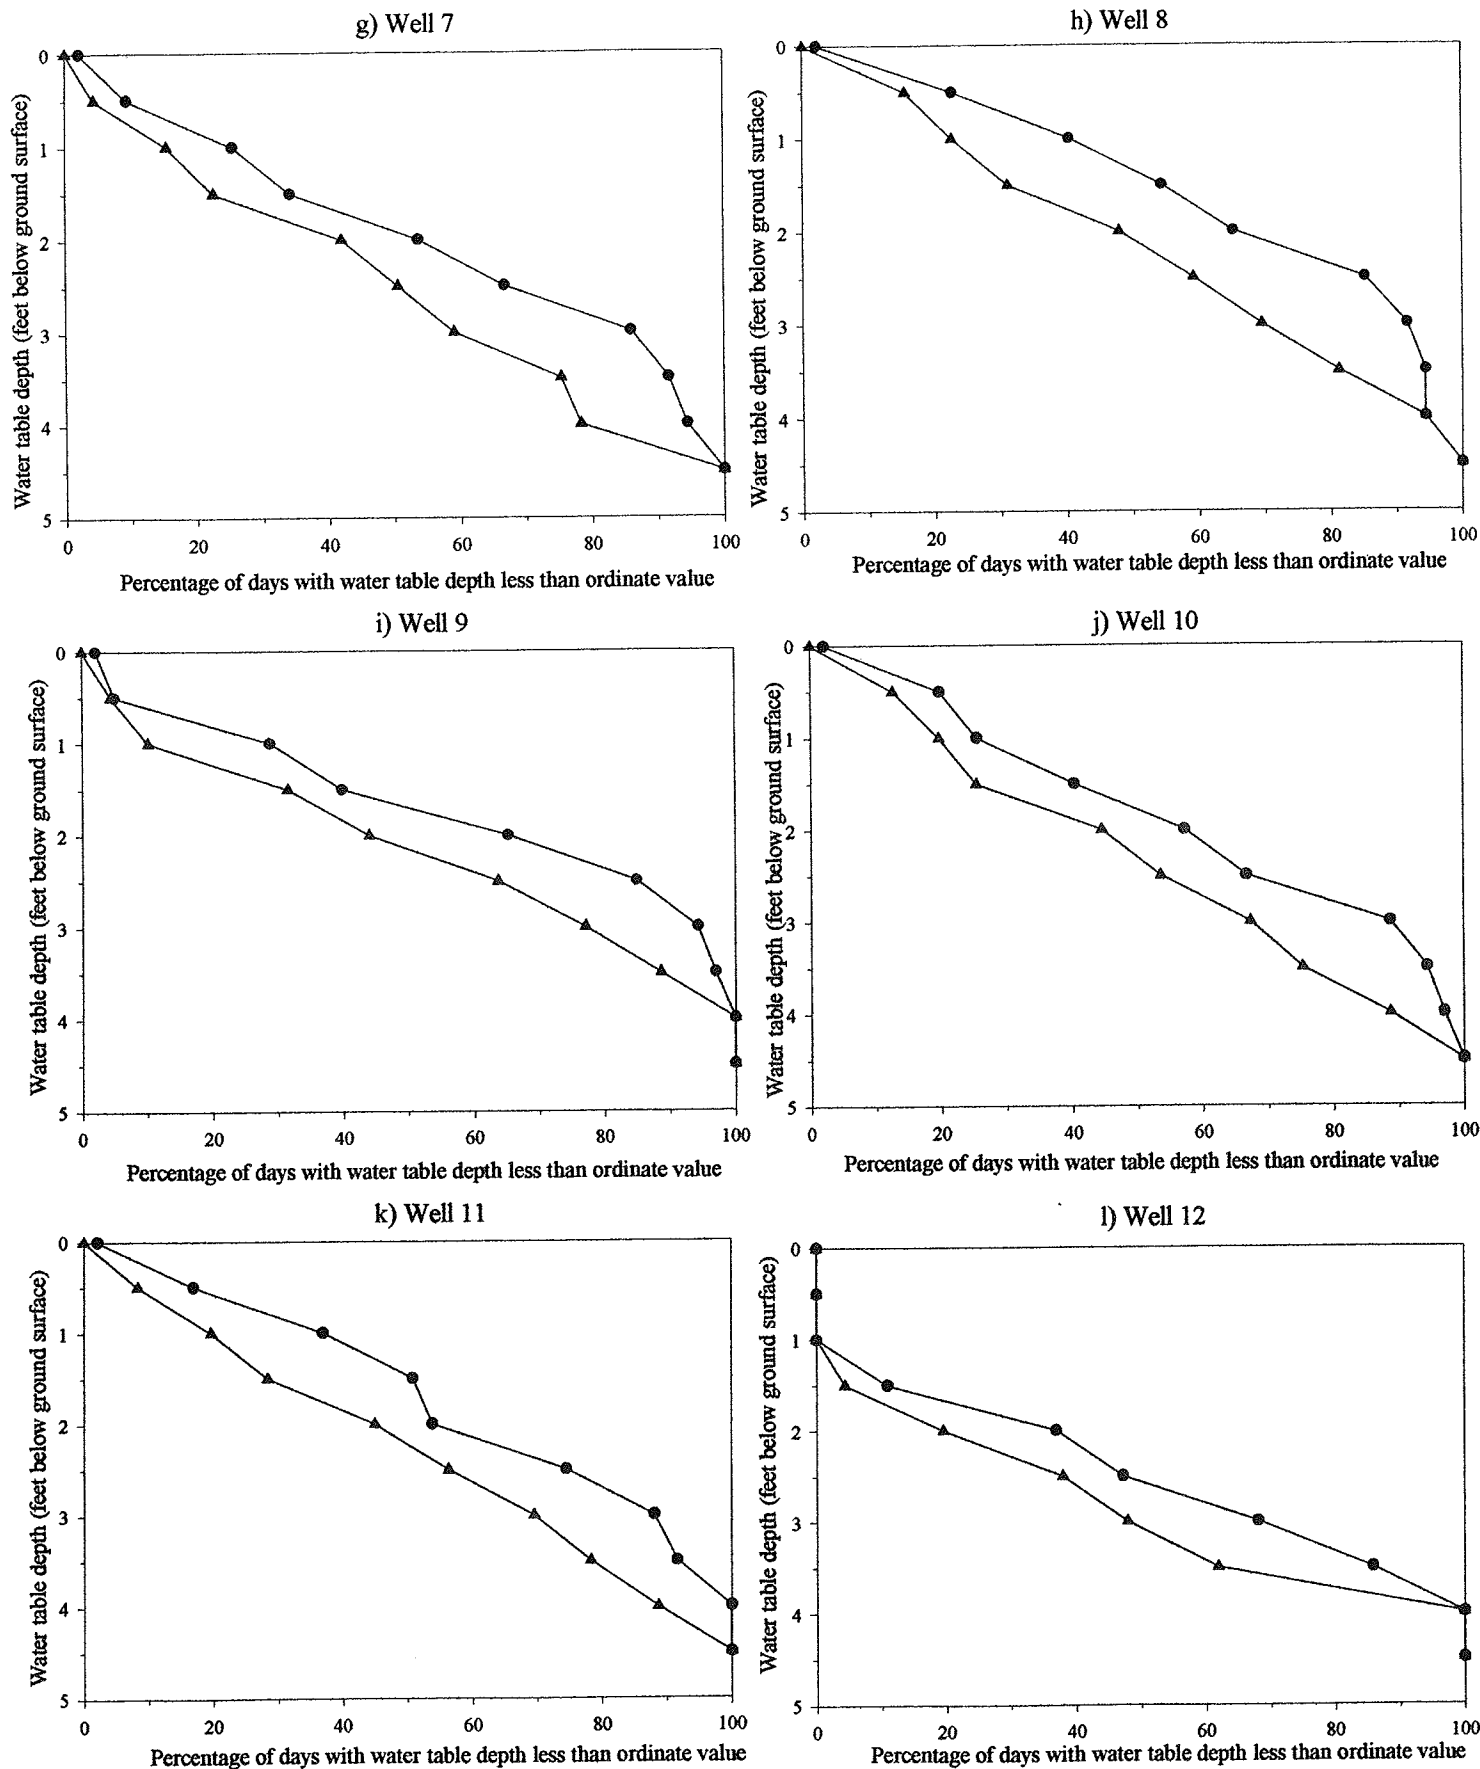 g) Well 7
Water table depth (feet below ground surface)
0
1
2
3
4
5
0 20 40 60 80 100
Percentage of days with water table depth less than ordinate value
h) Well 8
Water table depth (feet below ground surface)
0
1
2
3
4
5
0 20 40 60 80 100
Percentage of days with water table depth less than ordinate value
i) Well 9
Water table depth (feet below ground surface)
0
1
2
3
4
5
0 20 40 60 80 100
Percentage of days with water table depth less than ordinate value
j) Well 10
Water table depth (feet below ground surface)
0
1
2
3
4
5
0 20 40 60 80 100
Percentage of days with water table depth less than ordinate value
k) Well 11
Water table depth (feet below ground surface)
0
1
2
3
4
5
0 20 40 60 80 100
Percentage of days with water table depth less than ordinate value
l) Well 12
Water table depth (feet below ground surface)
0
1
2
3
4
5
0 20 40 60 80 100
Percentage of days with water table depth less than ordinate value